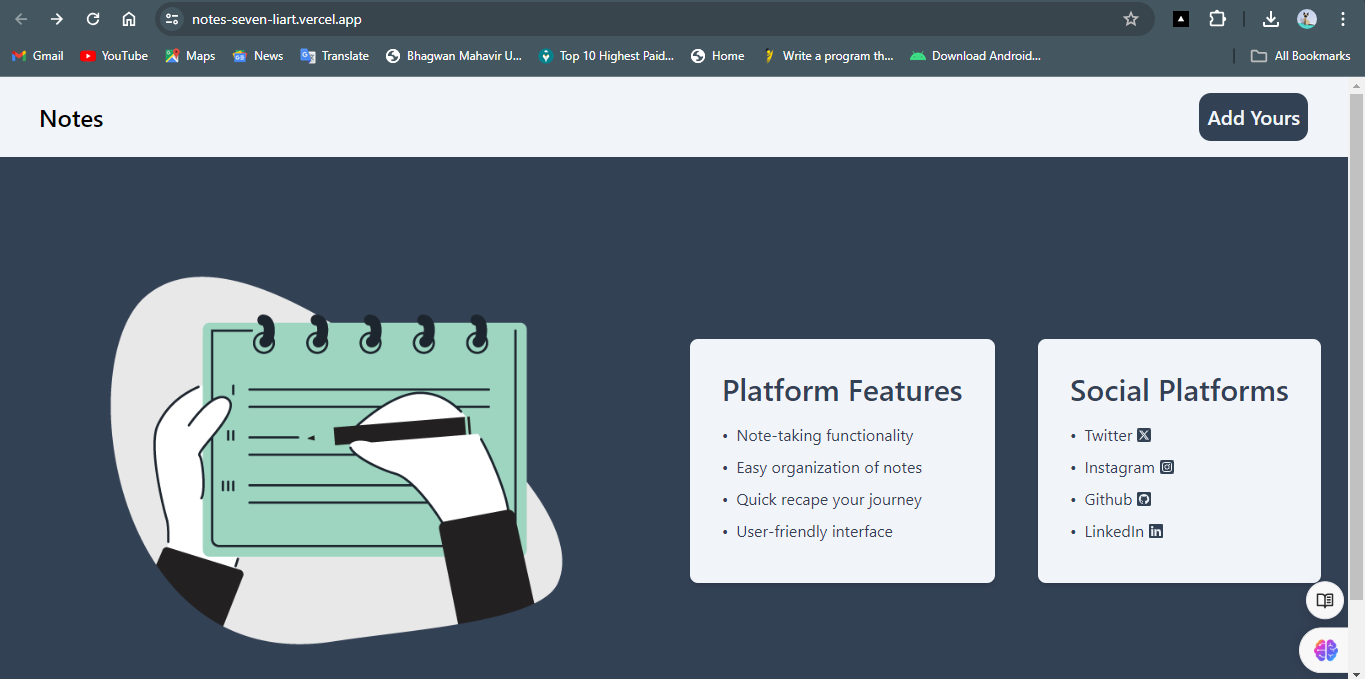 notes-seven-liart.vercel.app
Gmail YouTube Maps News Translate Bhagwan Mahavir U... Top 10 Highest Paid... Home Write a program th... Download Android... All Bookmarks
Notes Add Yours
Platform Features
• Note-taking functionality
• Easy organization of notes
• Quick recape your journey
• User-friendly interface
Social Platforms
• Twitter
• Instagram
• Github
• LinkedIn
I
II
III